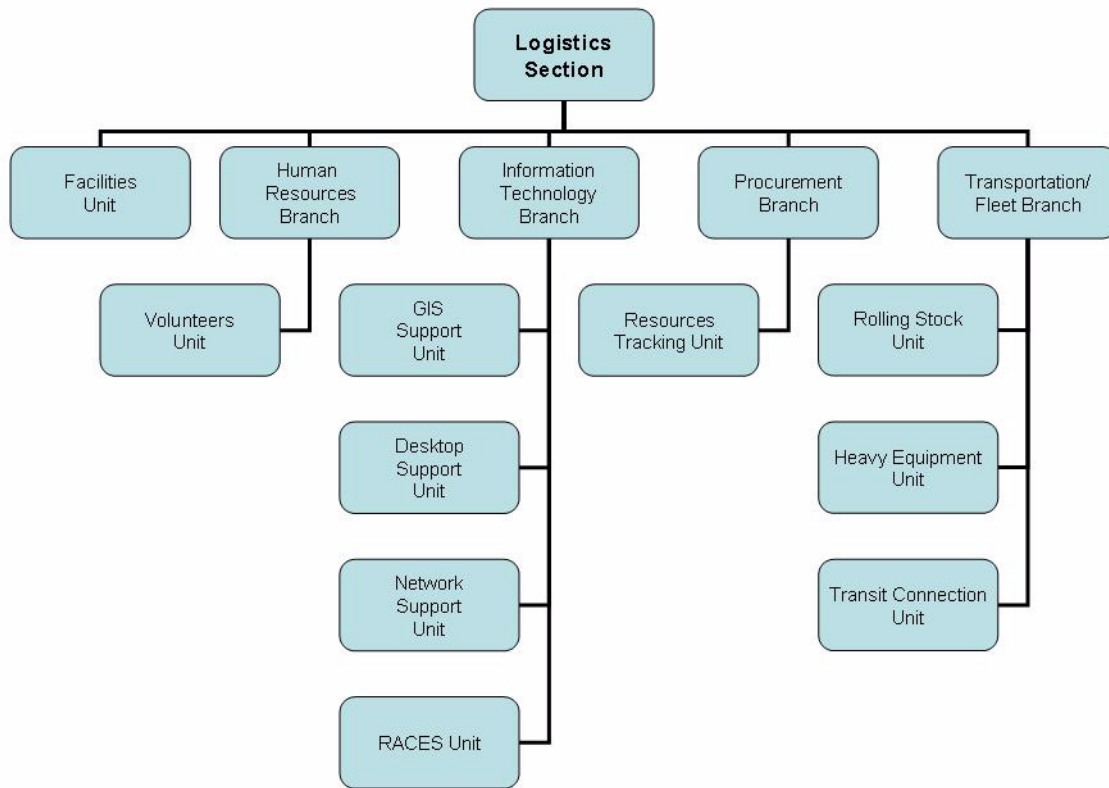 Logistics
Section
Facilities
Unit
Human
Resources
Branch
Information
Technology
Branch
Procurement
Branch
Transportation/
Fleet Branch
Volunteers
Unit
GIS
Support
Unit
Resources
Tracking Unit
Rolling Stock
Unit
Desktop
Support
Unit
Heavy Equipment
Unit
Network
Support
Unit
Transit Connection
Unit
RACES Unit